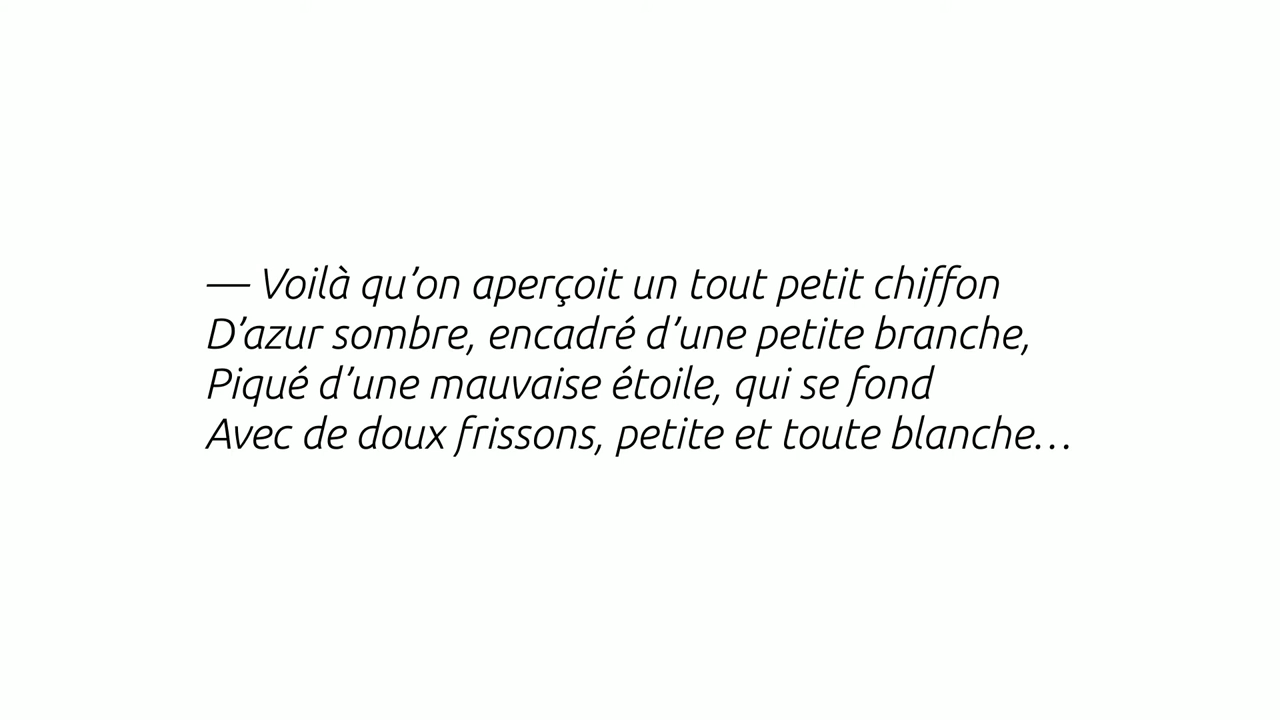 — Voilà qu’on aperçoit un tout petit chiffon
D’azur sombre, encadré d’une petite branche,
Piqué d’une mauvaise étoile, qui se fond
Avec de doux frissons, petite et toute blanche…